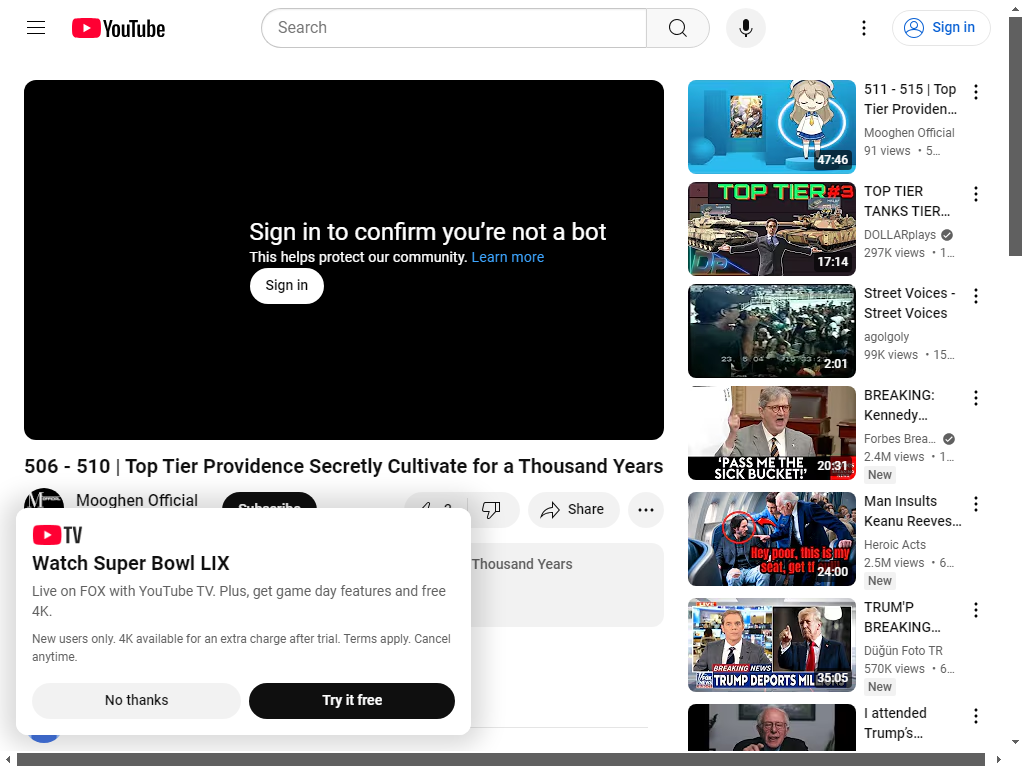 YouTube
Search
Sign in
Sign in to confirm you're not a bot
This helps protect our community. Learn more
Sign in
506 - 510 | Top Tier Providence Secretly Cultivate for a Thousand Years
Mooghen Official
Subscribe
Share
Thousand Years
TV
Watch Super Bowl LIX
Live on FOX with YouTube TV. Plus, get game day features and free
4K.
New users only. 4K available for an extra charge after trial. Terms apply. Cancel
anytime.
No thanks
Try it free
47:46
511 - 515 | Top
Tier Providen…
Mooghen Official
91 views • 5…
TOP TIER#3
17:14
TOP TIER
TANKS TIER…
DOLLARplays
297K views • 1…
2:01
Street Voices -
Street Voices
agolgoly
99K views • 15…
'PASS ME THE
SICK BUCKET!'
20:31
BREAKING:
Kennedy…
Forbes Brea…
2.4M views • 1…
New
Hey poor, this is my
seat, get
24:00
Man Insults
Keanu Reeves…
Heroic Acts
2.5M views • 6…
New
LIVE
BREAKING NEWS
TRUMP DEPORTS MIL
35:05
TRUM'P
BREAKING…
Düğün Foto TR
570K views • 6…
New
I attended
Trump's…